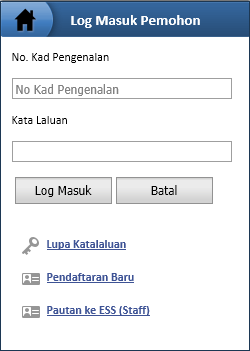 Log Masuk Pemohon
No. Kad Pengenalan
No Kad Pengenalan
Kata Laluan
Log Masuk
Batal
Lupa Katalaluan
Pendaftaran Baru
Pautan ke ESS (Staff)